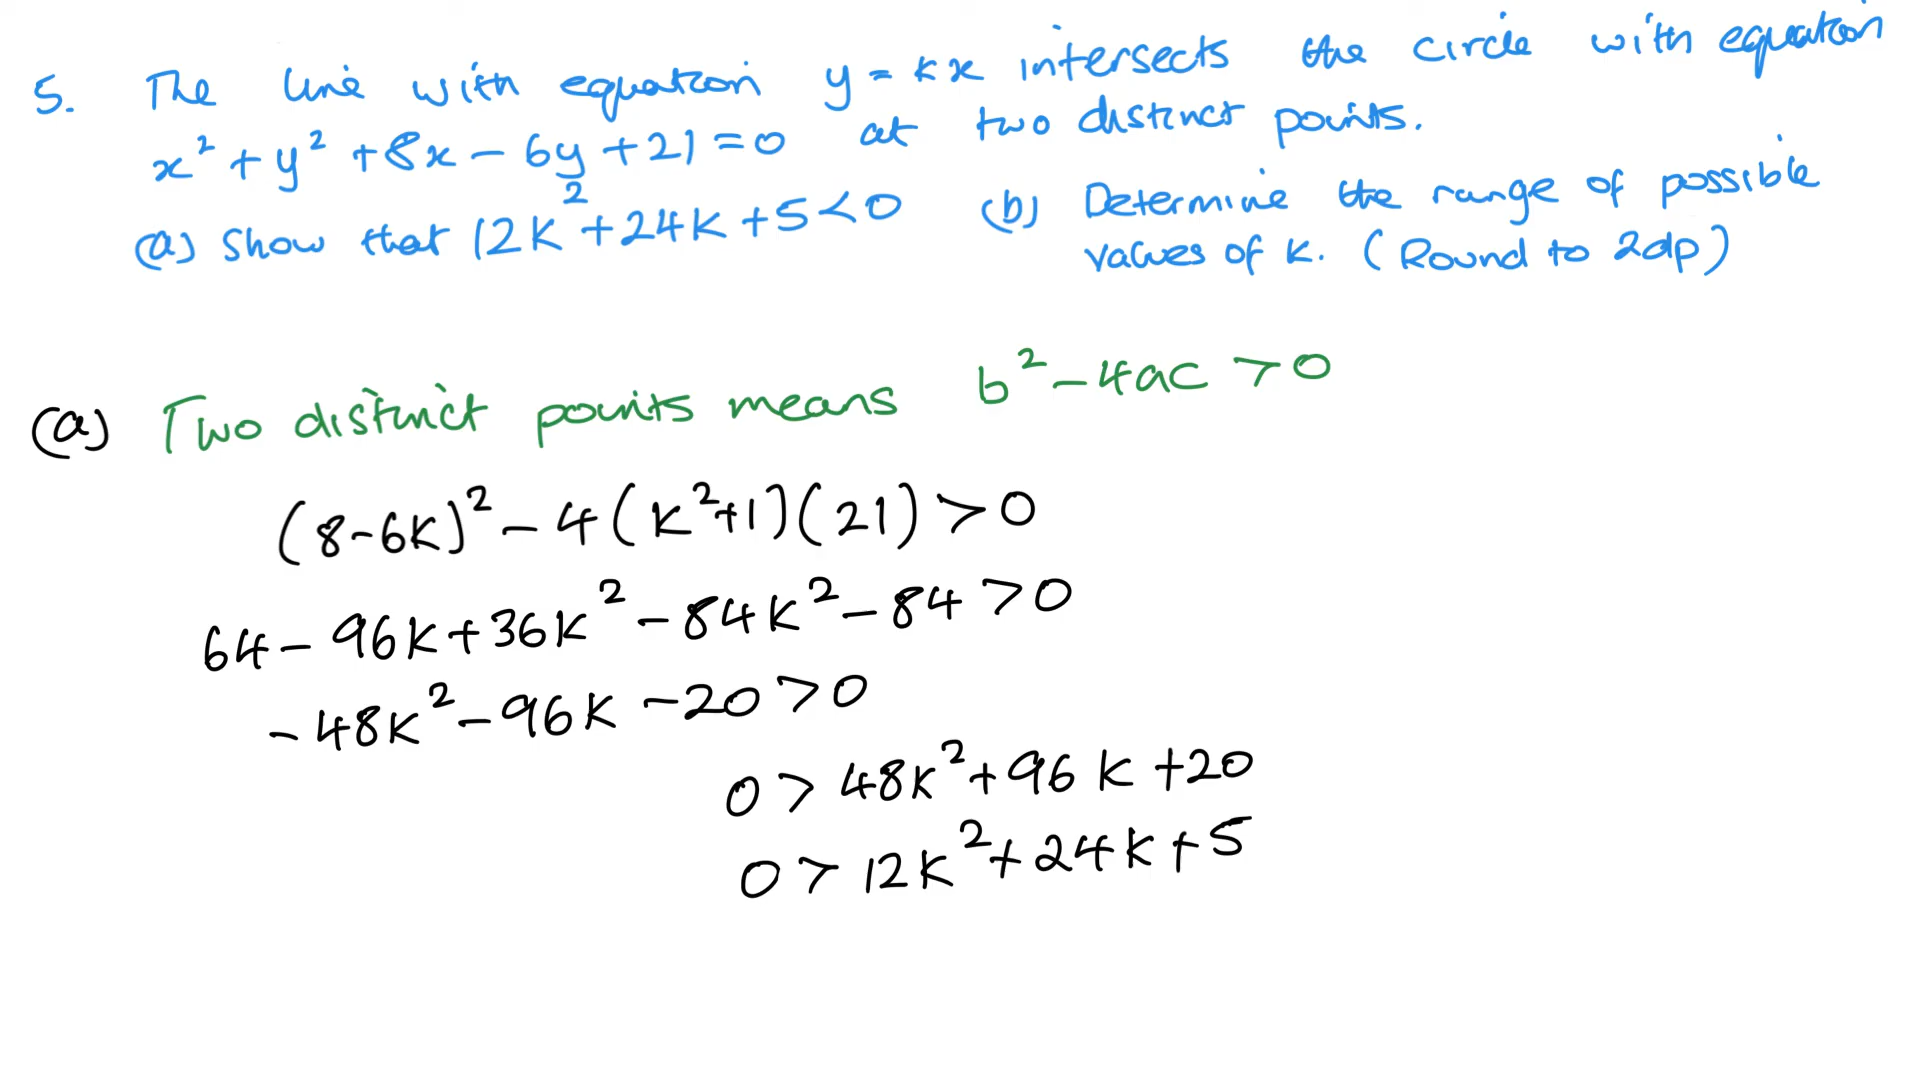 5. The line with equation y = kx intersects the circle with equation
x² + y² + 8x - 6y + 21 = 0 at two distinct points.
(a) Show that 12k² + 24k + 5 < 0 (b) Determine the range of possible
values of k. (Round to 2dp)
(a) Two distinct points means b² - 4ac > 0
(8-6k)² - 4(k²+1)(21) > 0
64 - 96k + 36k² - 84k² - 84 > 0
-48k² - 96k - 20 > 0
0 > 48k² + 96k + 20
0 > 12k² + 24k + 5